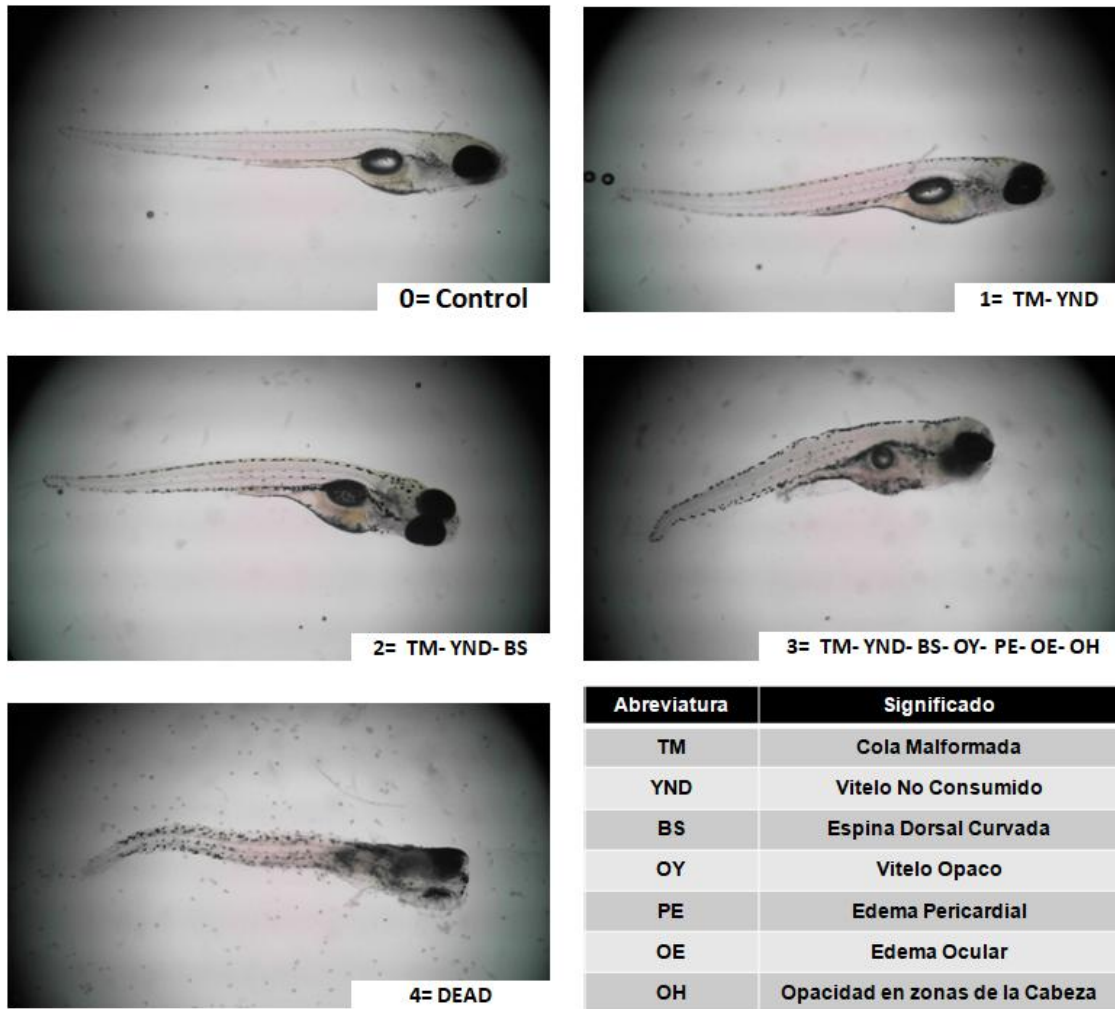 0= Control
1= TM- YND
2= TM- YND- BS
3= TM- YND- BS- OY- PE- OE- OH
4= DEAD
Abreviatura Significado
TM Cola Malformada
YND Vitelo No Consumido
BS Espina Dorsal Curvada
OY Vitelo Opaco
PE Edema Pericardial
OE Edema Ocular
OH Opacidad en zonas de la Cabeza